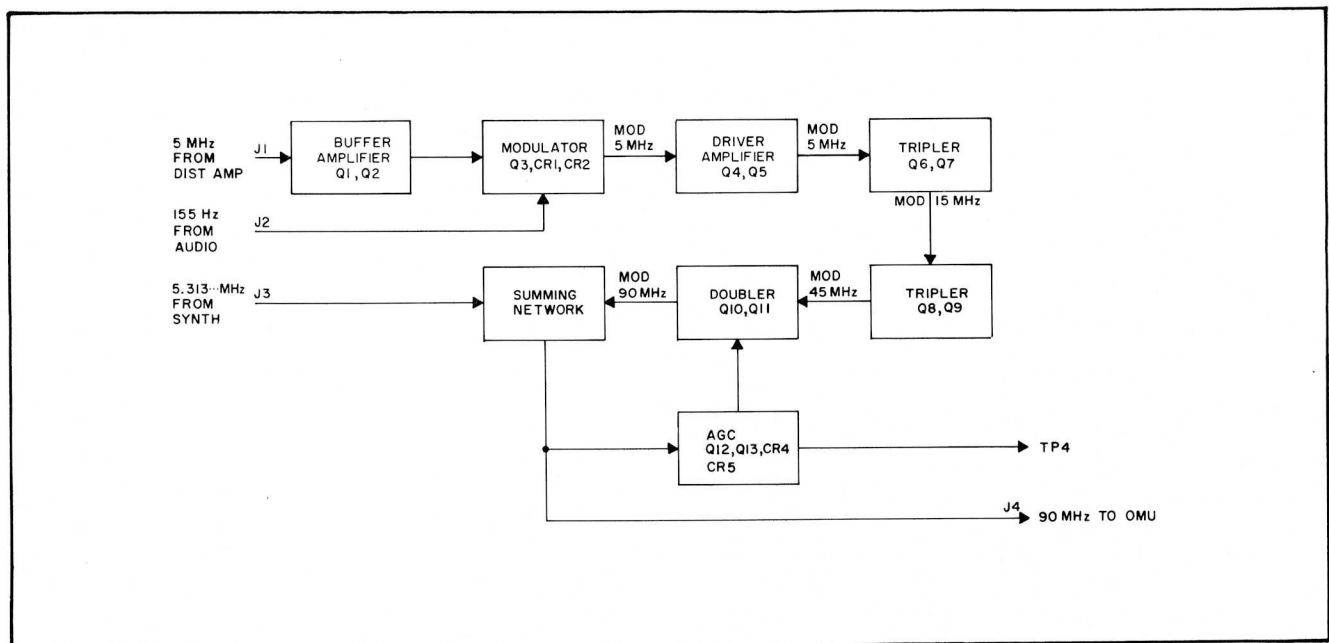 5 MHz
FROM
DIST AMP
J1
BUFFER
AMPLIFIER
Q1, Q2
MODULATOR
Q3, CR1, CR2
MOD
5 MHz
DRIVER
AMPLIFIER
Q4, Q5
MOD
5 MHz
TRIPLER
Q6, Q7
155 Hz
FROM
AUDIO
J2
MOD 15 MHz
5.313···MHz
FROM
SYNTH
J3
SUMMING
NETWORK
MOD
90 MHz
DOUBLER
Q10, Q11
MOD
45 MHz
TRIPLER
Q8, Q9
AGC
Q12, Q13, CR4
CR5
TP4
J4
90 MHz TO OMU